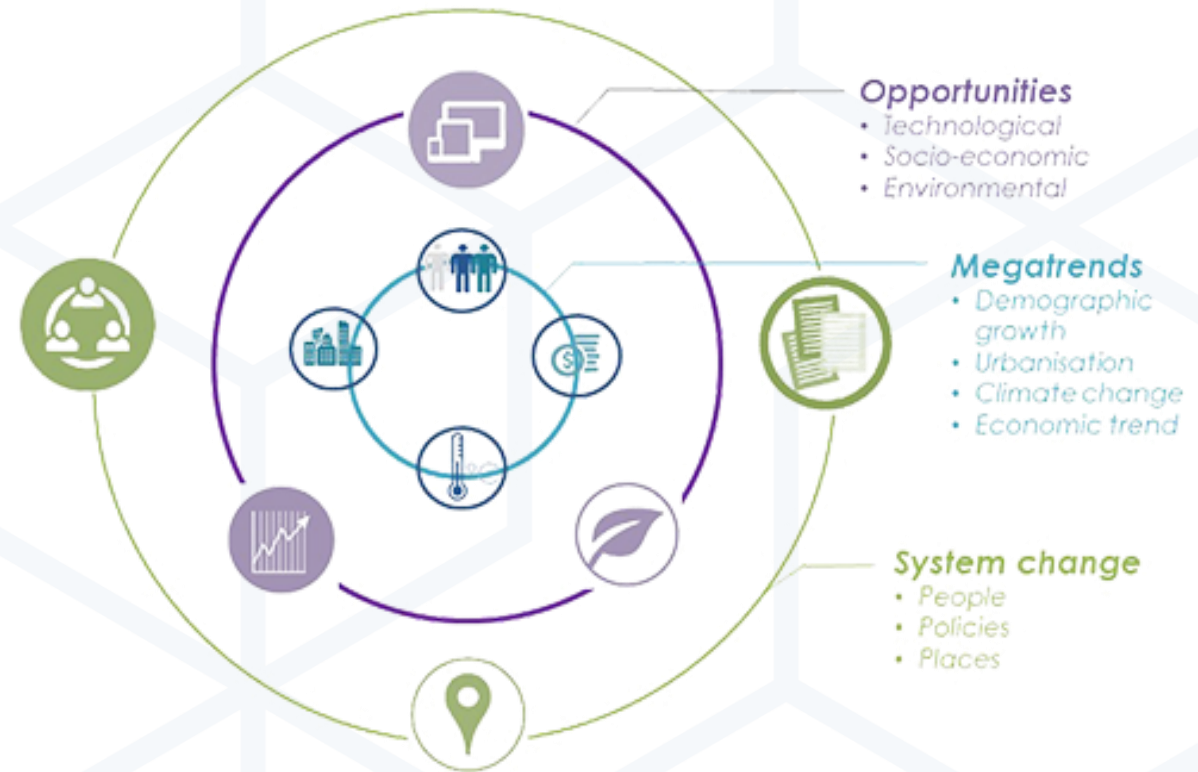 Opportunities
• Technological
• Socio-economic
• Environmental
Megatrends
• Demographic
growth
• Urbanisation
• Climate change
• Economic trend
System change
• People
• Policies
• Places
$